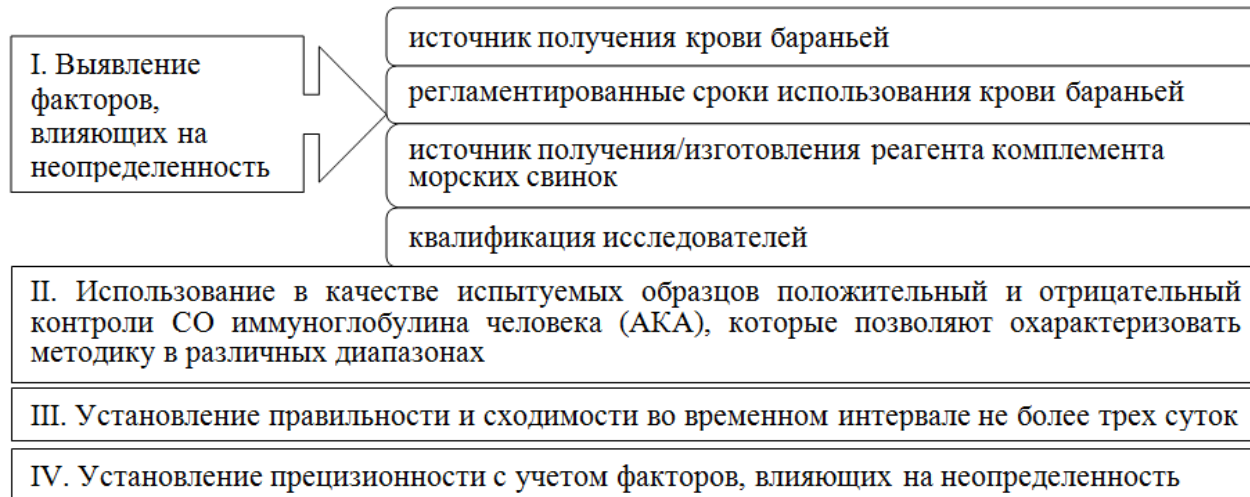 I. Выявление
факторов,
влияющих на
неопределенность
источник получения крови бараньей
регламентированные сроки использования крови бараньей
источник получения/изготовления реагента комплемента
морских свинок
квалификация исследователей
II. Использование в качестве испытуемых образцов положительный и отрицательный
контроли СО иммуноглобулина человека (АКА), которые позволяют охарактеризовать
методику в различных диапазонах
III. Установление правильности и сходимости во временном интервале не более трех суток
IV. Установление прецизионности с учетом факторов, влияющих на неопределенность